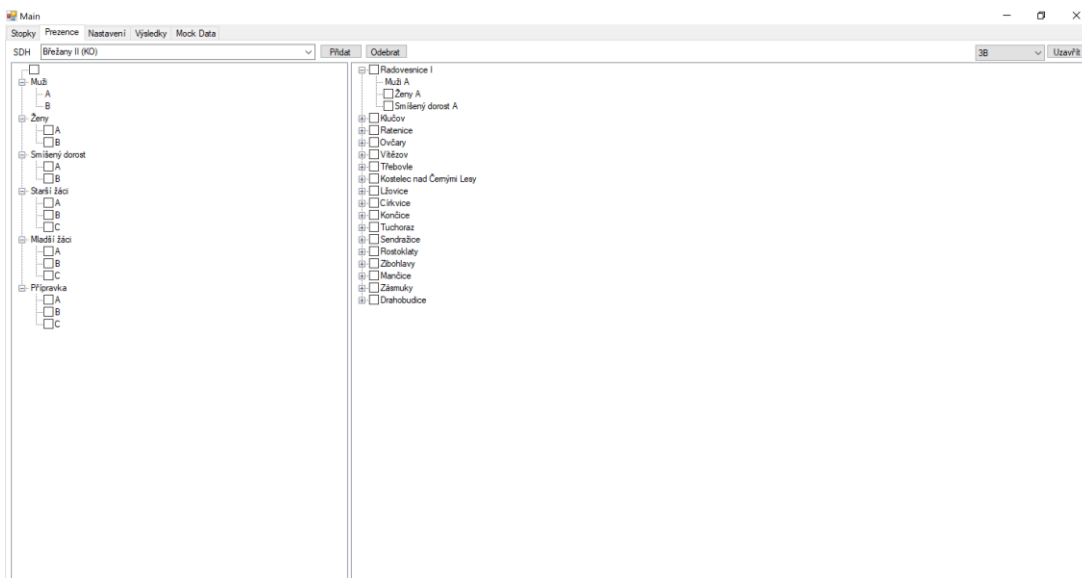 Main
Stopky Prezence Nastavení Výsledky Mock Data
SDH Břežany II (KO) Přidat Odebrat 3B Uzavřít
Muži
A
B
Ženy
A
B
Smíšený dorost
A
B
Starší žáci
A
B
C
Mladší žáci
A
B
C
Přípravka
A
B
C
Radovesnice I
Muži A
Ženy A
Smíšený dorost A
Klučov
Ratenice
Ovčary
Vítězov
Třebovle
Kostelec nad Černými Lesy
Lžovice
Církvice
Končice
Tuchoraz
Sendražice
Rostoklaty
Zibohlavy
Mančice
Zásmuky
Drahobudice